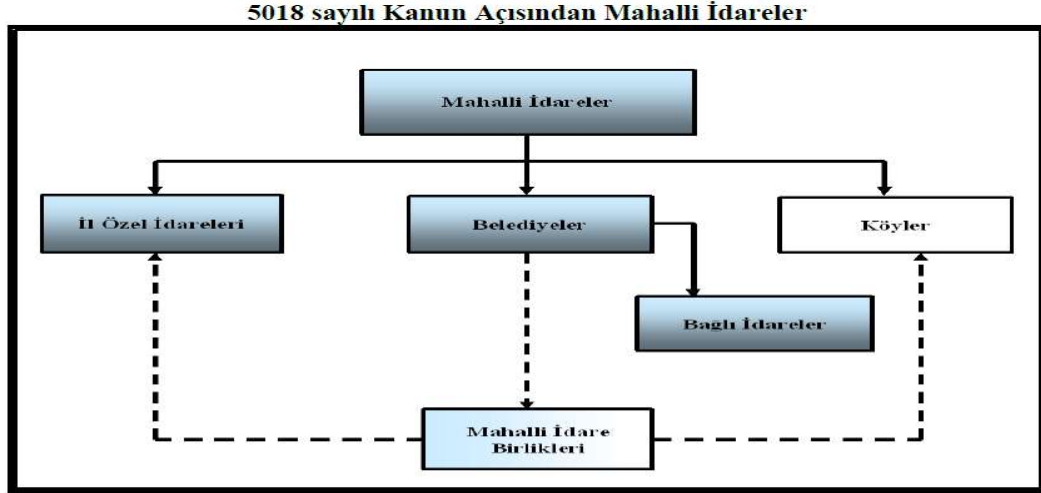 5018 sayılı Kanun Açısından Mahalli İdareler
Mahalli İdareler
İl Özel İdareleri
Belediyeler
Köyler
Bağlı İdareler
Mahalli İdare
Birlikleri